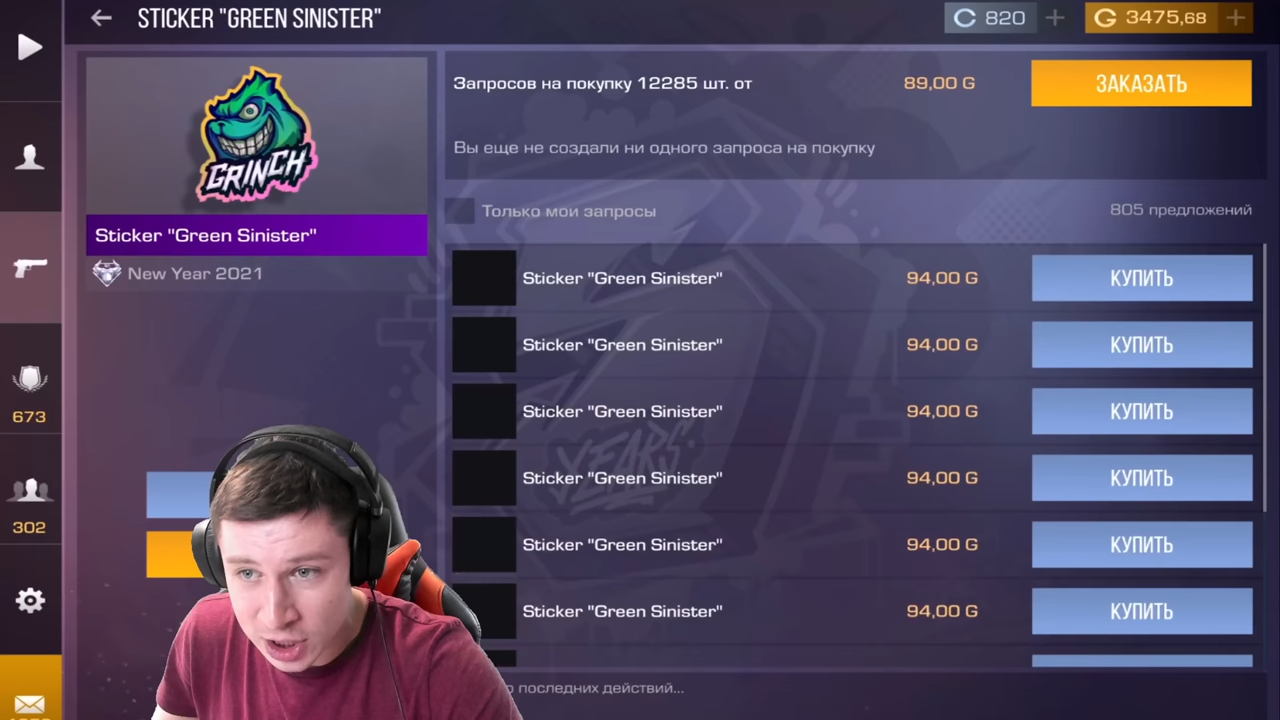 STICKER "GREEN SINISTER"
820
3475,68
GRINCH
Sticker "Green Sinister"
New Year 2021
Запросов на покупку 12285 шт. от
89,00 G
ЗАКАЗАТЬ
Вы еще не создали ни одного запроса на покупку
Только мои запросы
805 предложений
Sticker "Green Sinister"
94,00 G
КУПИТЬ
Sticker "Green Sinister"
94,00 G
КУПИТЬ
Sticker "Green Sinister"
94,00 G
КУПИТЬ
Sticker "Green Sinister"
94,00 G
КУПИТЬ
Sticker "Green Sinister"
94,00 G
КУПИТЬ
Sticker "Green Sinister"
94,00 G
КУПИТЬ
последних действий...
673
302
YEARS